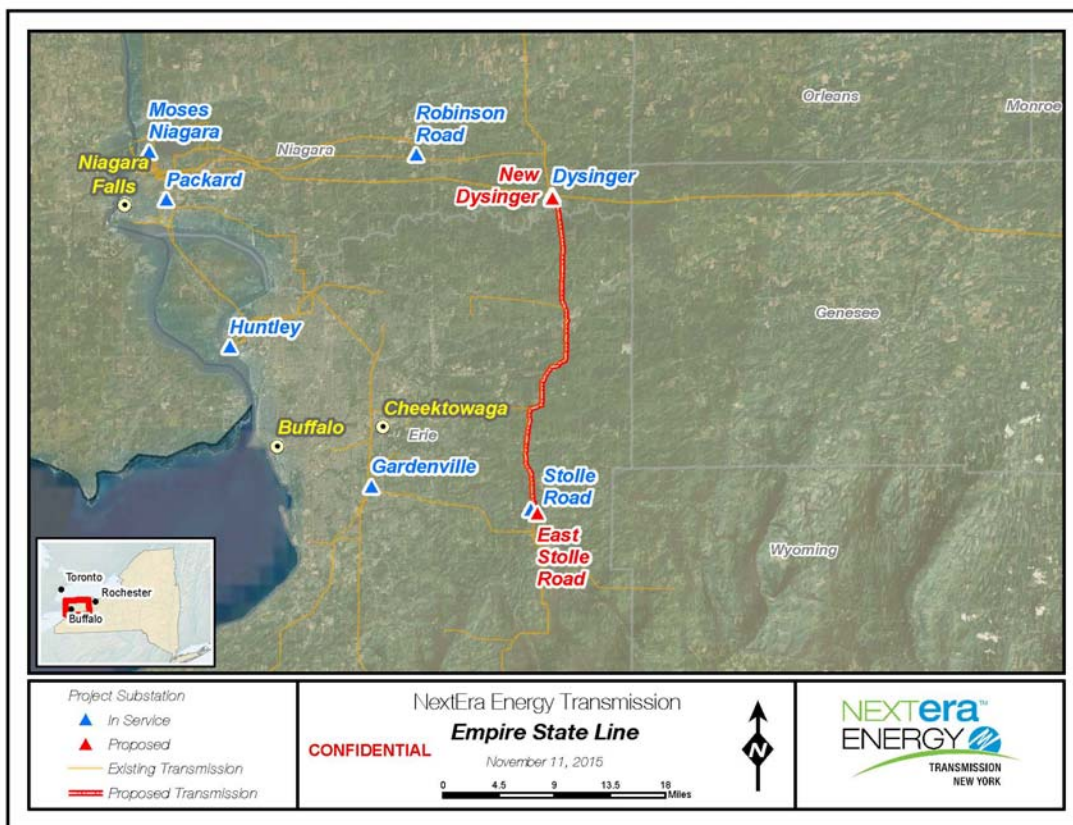 Orleans
Monroe
Moses
Niagara
Robinson
Road
Niagara
Niagara
Falls
Packard
New
Dysinger
Dysinger
Genesee
Huntley
Cheektowaga
Buffalo
Erie
Gardenville
Stolle
Road
East
Stolle
Road
Wyoming
Toronto
Rochester
Buffalo
Project Substation
In Service
Proposed
Existing Transmission
Proposed Transmission
NextEra Energy Transmission
Empire State Line
CONFIDENTIAL
November 11, 2015
0 4.5 9 13.5 18
Miles
N
NEXTera™
ENERGY
TRANSMISSION
NEW YORK